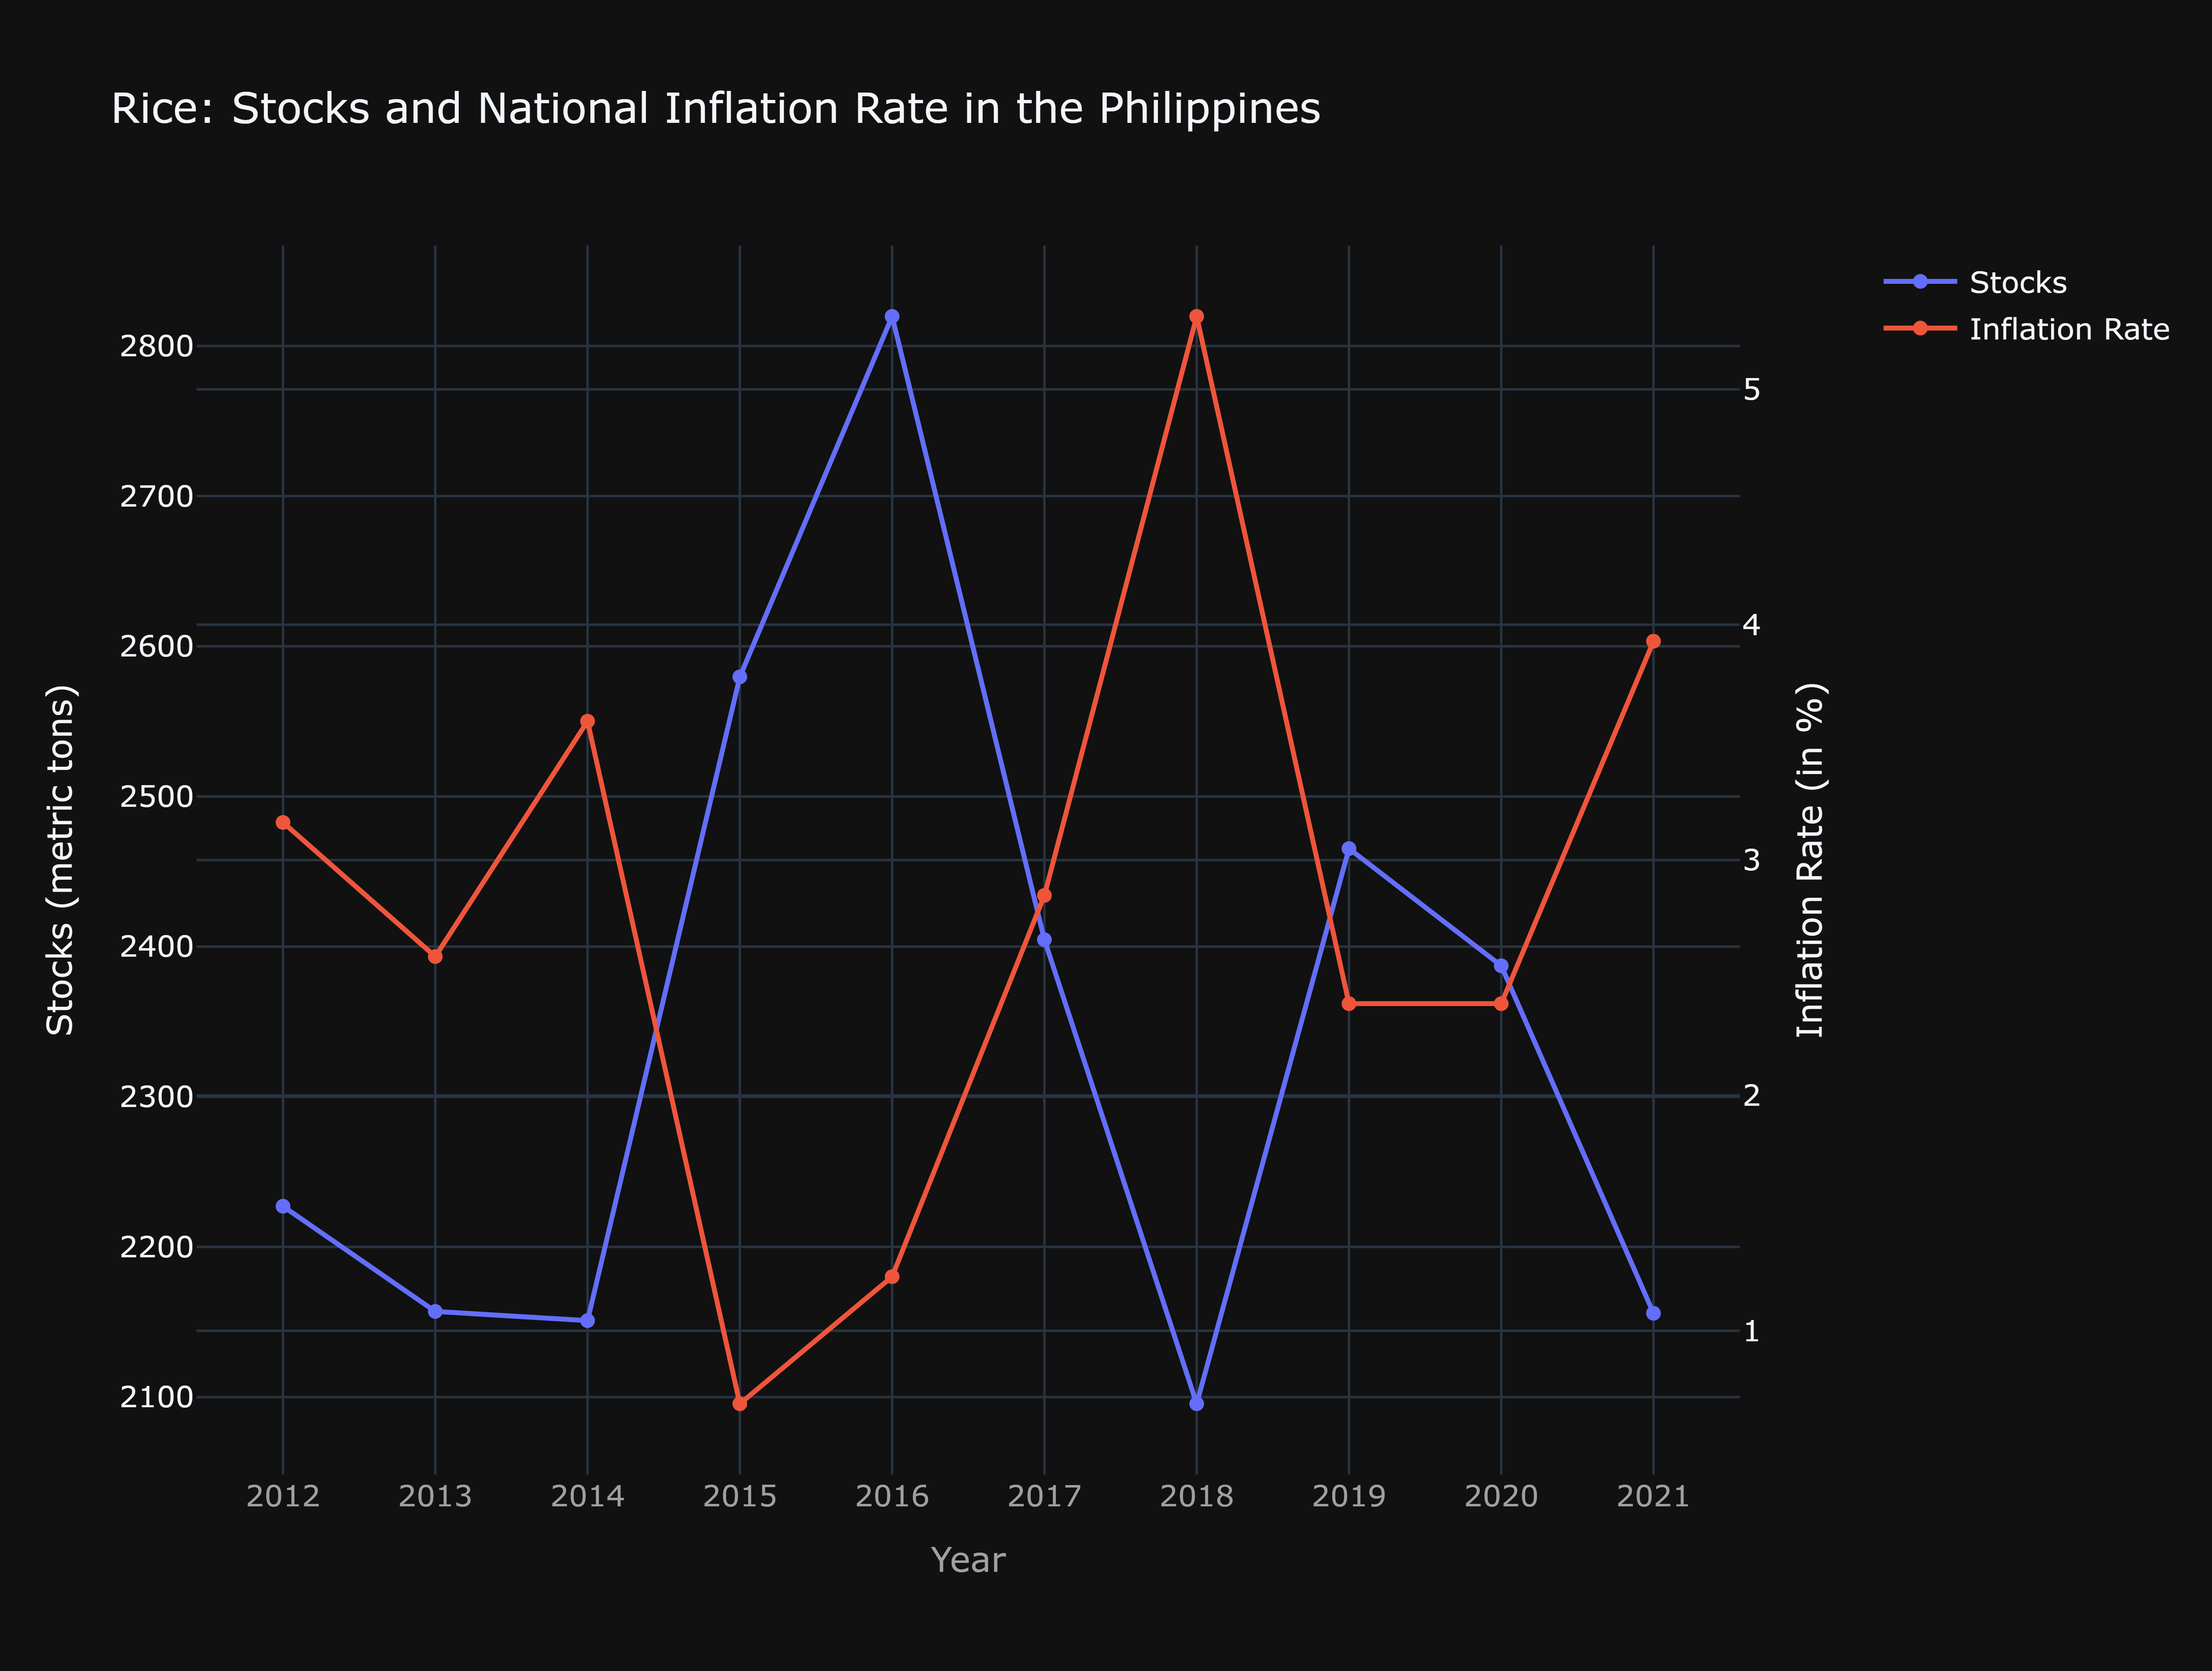 Rice: Stocks and National Inflation Rate in the Philippines
Stocks
Inflation Rate
2800
2700
2600
2500
2400
2300
2200
2100
Stocks (metric tons)
5
4
3
2
1
Inflation Rate (in %)
2012 2013 2014 2015 2016 2017 2018 2019 2020 2021
Year